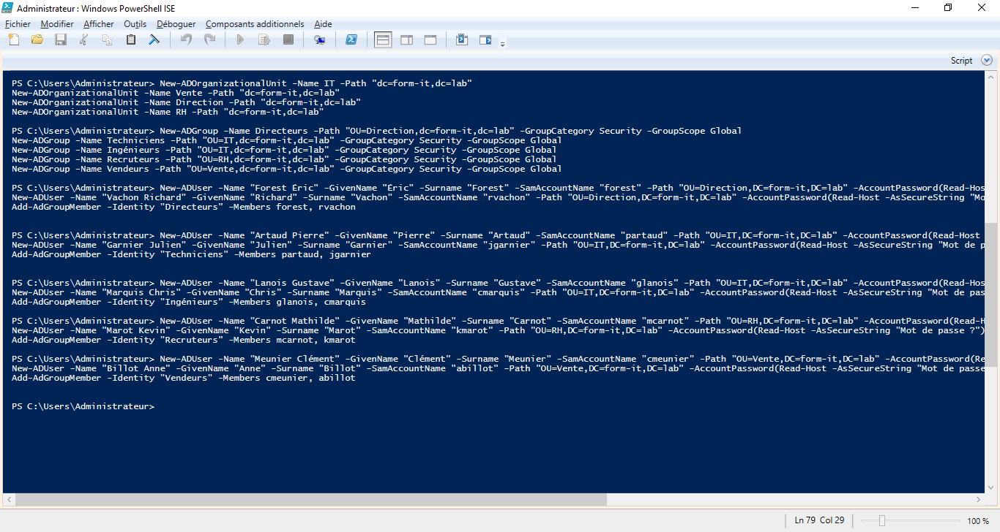 Administrateur : Windows PowerShell ISE
Fichier Modifier Afficher Outils Déboguer Composants additionnels Aide
Script
PS C:\Users\Administrateur> New-ADOrganizationalUnit -Name IT -Path "dc=form-it,dc=lab"
New-ADOrganizationalUnit -Name Vente -Path "dc=form-it,dc=lab"
New-ADOrganizationalUnit -Name Direction -Path "dc=form-it,dc=lab"
New-ADOrganizationalUnit -Name RH -Path "dc=form-it,dc=lab"
PS C:\Users\Administrateur> New-ADGroup -Name Directeurs -Path "OU=Direction,dc=form-it,dc=lab" -GroupCategory Security -GroupScope Global
New-ADGroup -Name Techniciens -Path "OU=IT,dc=form-it,dc=lab" -GroupCategory Security -GroupScope Global
New-ADGroup -Name Ingénieurs -Path "OU=IT,dc=form-it,dc=lab" -GroupCategory Security -GroupScope Global
New-ADGroup -Name Recruteurs -Path "OU=RH,dc=form-it,dc=lab" -GroupCategory Security -GroupScope Global
New-ADGroup -Name Vendeurs -Path "OU=Vente,dc=form-it,dc=lab" -GroupCategory Security -GroupScope Global
PS C:\Users\Administrateur> New-ADUser -Name "Forest Éric" -GivenName "Éric" -Surname "Forest" -SamAccountName "forest" -Path "OU=Direction,DC=form-it,DC=lab" -AccountPassword(Read-Hos
New-ADUser -Name "Vachon Richard" -GivenName "Richard" -Surname "Vachon" -SamAccountName "rvachon" -Path "OU=Direction,DC=form-it,DC=lab" -AccountPassword(Read-Host -AsSecureString "Mo
Add-AdGroupMember -Identity "Directeurs" -Members forest, rvachon
PS C:\Users\Administrateur> New-ADUser -Name "Artaud Pierre" -GivenName "Pierre" -Surname "Artaud" -SamAccountName "partaud" -Path "OU=IT,DC=form-it,DC=lab" -AccountPassword(Read-Host
New-ADUser -Name "Garnier Julien" -GivenName "Julien" -Surname "Garnier" -SamAccountName "jgarnier" -Path "OU=IT,DC=form-it,DC=lab" -AccountPassword(Read-Host -AsSecureString "Mot de p
Add-AdGroupMember -Identity "Techniciens" -Members partaud, jgarnier
PS C:\Users\Administrateur> New-ADUser -Name "Lanois Gustave" -GivenName "Lanois" -Surname "Gustave" -SamAccountName "glanois" -Path "OU=IT,DC=form-it,DC=lab" -AccountPassword(Read-Hos
New-ADUser -Name "Marquis Chris" -GivenName "Chris" -Surname "Marquis" -SamAccountName "cmarquis" -Path "OU=IT,DC=form-it,DC=lab" -AccountPassword(Read-Host -AsSecureString "Mot de pas
Add-AdGroupMember -Identity "Ingénieurs" -Members glanois, cmarquis
PS C:\Users\Administrateur> New-ADUser -Name "Carnot Mathilde" -GivenName "Mathilde" -Surname "Carnot" -SamAccountName "mcarnot" -Path "OU=RH,DC=form-it,DC=lab" -AccountPassword(Read-H
New-ADUser -Name "Marot Kevin" -GivenName "Kevin" -Surname "Marot" -SamAccountName "kmarot" -Path "OU=RH,DC=form-it,DC=lab" -AccountPassword(Read-Host -AsSecureString "Mot de passe ?")
Add-AdGroupMember -Identity "Recruteurs" -Members mcarnot, kmarot
PS C:\Users\Administrateur> New-ADUser -Name "Meunier Clément" -GivenName "Clément" -Surname "Meunier" -SamAccountName "cmeunier" -Path "OU=Vente,DC=form-it,DC=lab" -AccountPassword(Re
New-ADUser -Name "Billot Anne" -GivenName "Anne" -Surname "Billot" -SamAccountName "abillot" -Path "OU=Vente,DC=form-it,DC=lab" -AccountPassword(Read-Host -AsSecureString "Mot de passe
Add-AdGroupMember -Identity "Vendeurs" -Members cmeunier, abillot
PS C:\Users\Administrateur>
Ln 79 Col 29
100 %